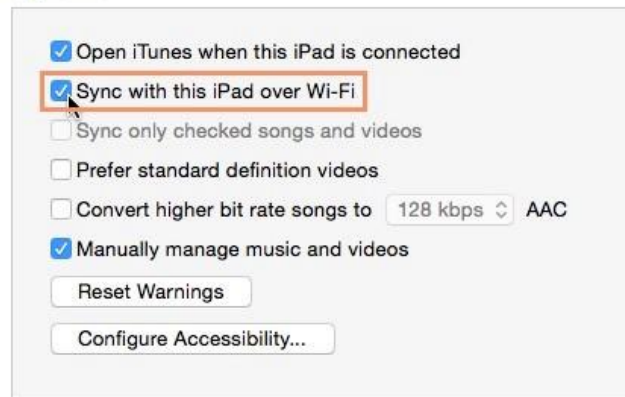 Open iTunes when this iPad is connected
Sync with this iPad over Wi-Fi
Sync only checked songs and videos
Prefer standard definition videos
Convert higher bit rate songs to 128 kbps AAC
Manually manage music and videos
Reset Warnings
Configure Accessibility...